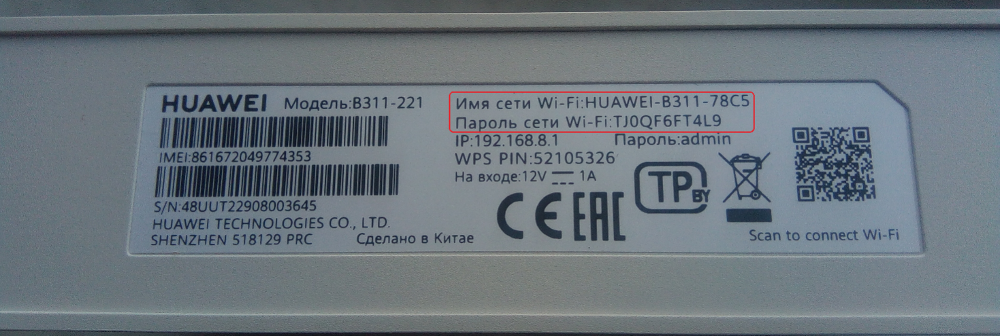 HUAWEI Модель:B311-221
IMEI:861672049774353
S/N:48UUT22908003645
HUAWEI TECHNOLOGIES CO., LTD.
SHENZHEN 518129 PRC Сделано в Китае
Имя сети Wi-Fi:HUAWEI-B311-78C5
Пароль сети Wi-Fi:TJ0QF6FT4L9
IP:192.168.8.1 Пароль:admin
WPS PIN:52105326
На входе:12V ⎓ 1A
CE EAC
TP BY
Scan to connect Wi-Fi